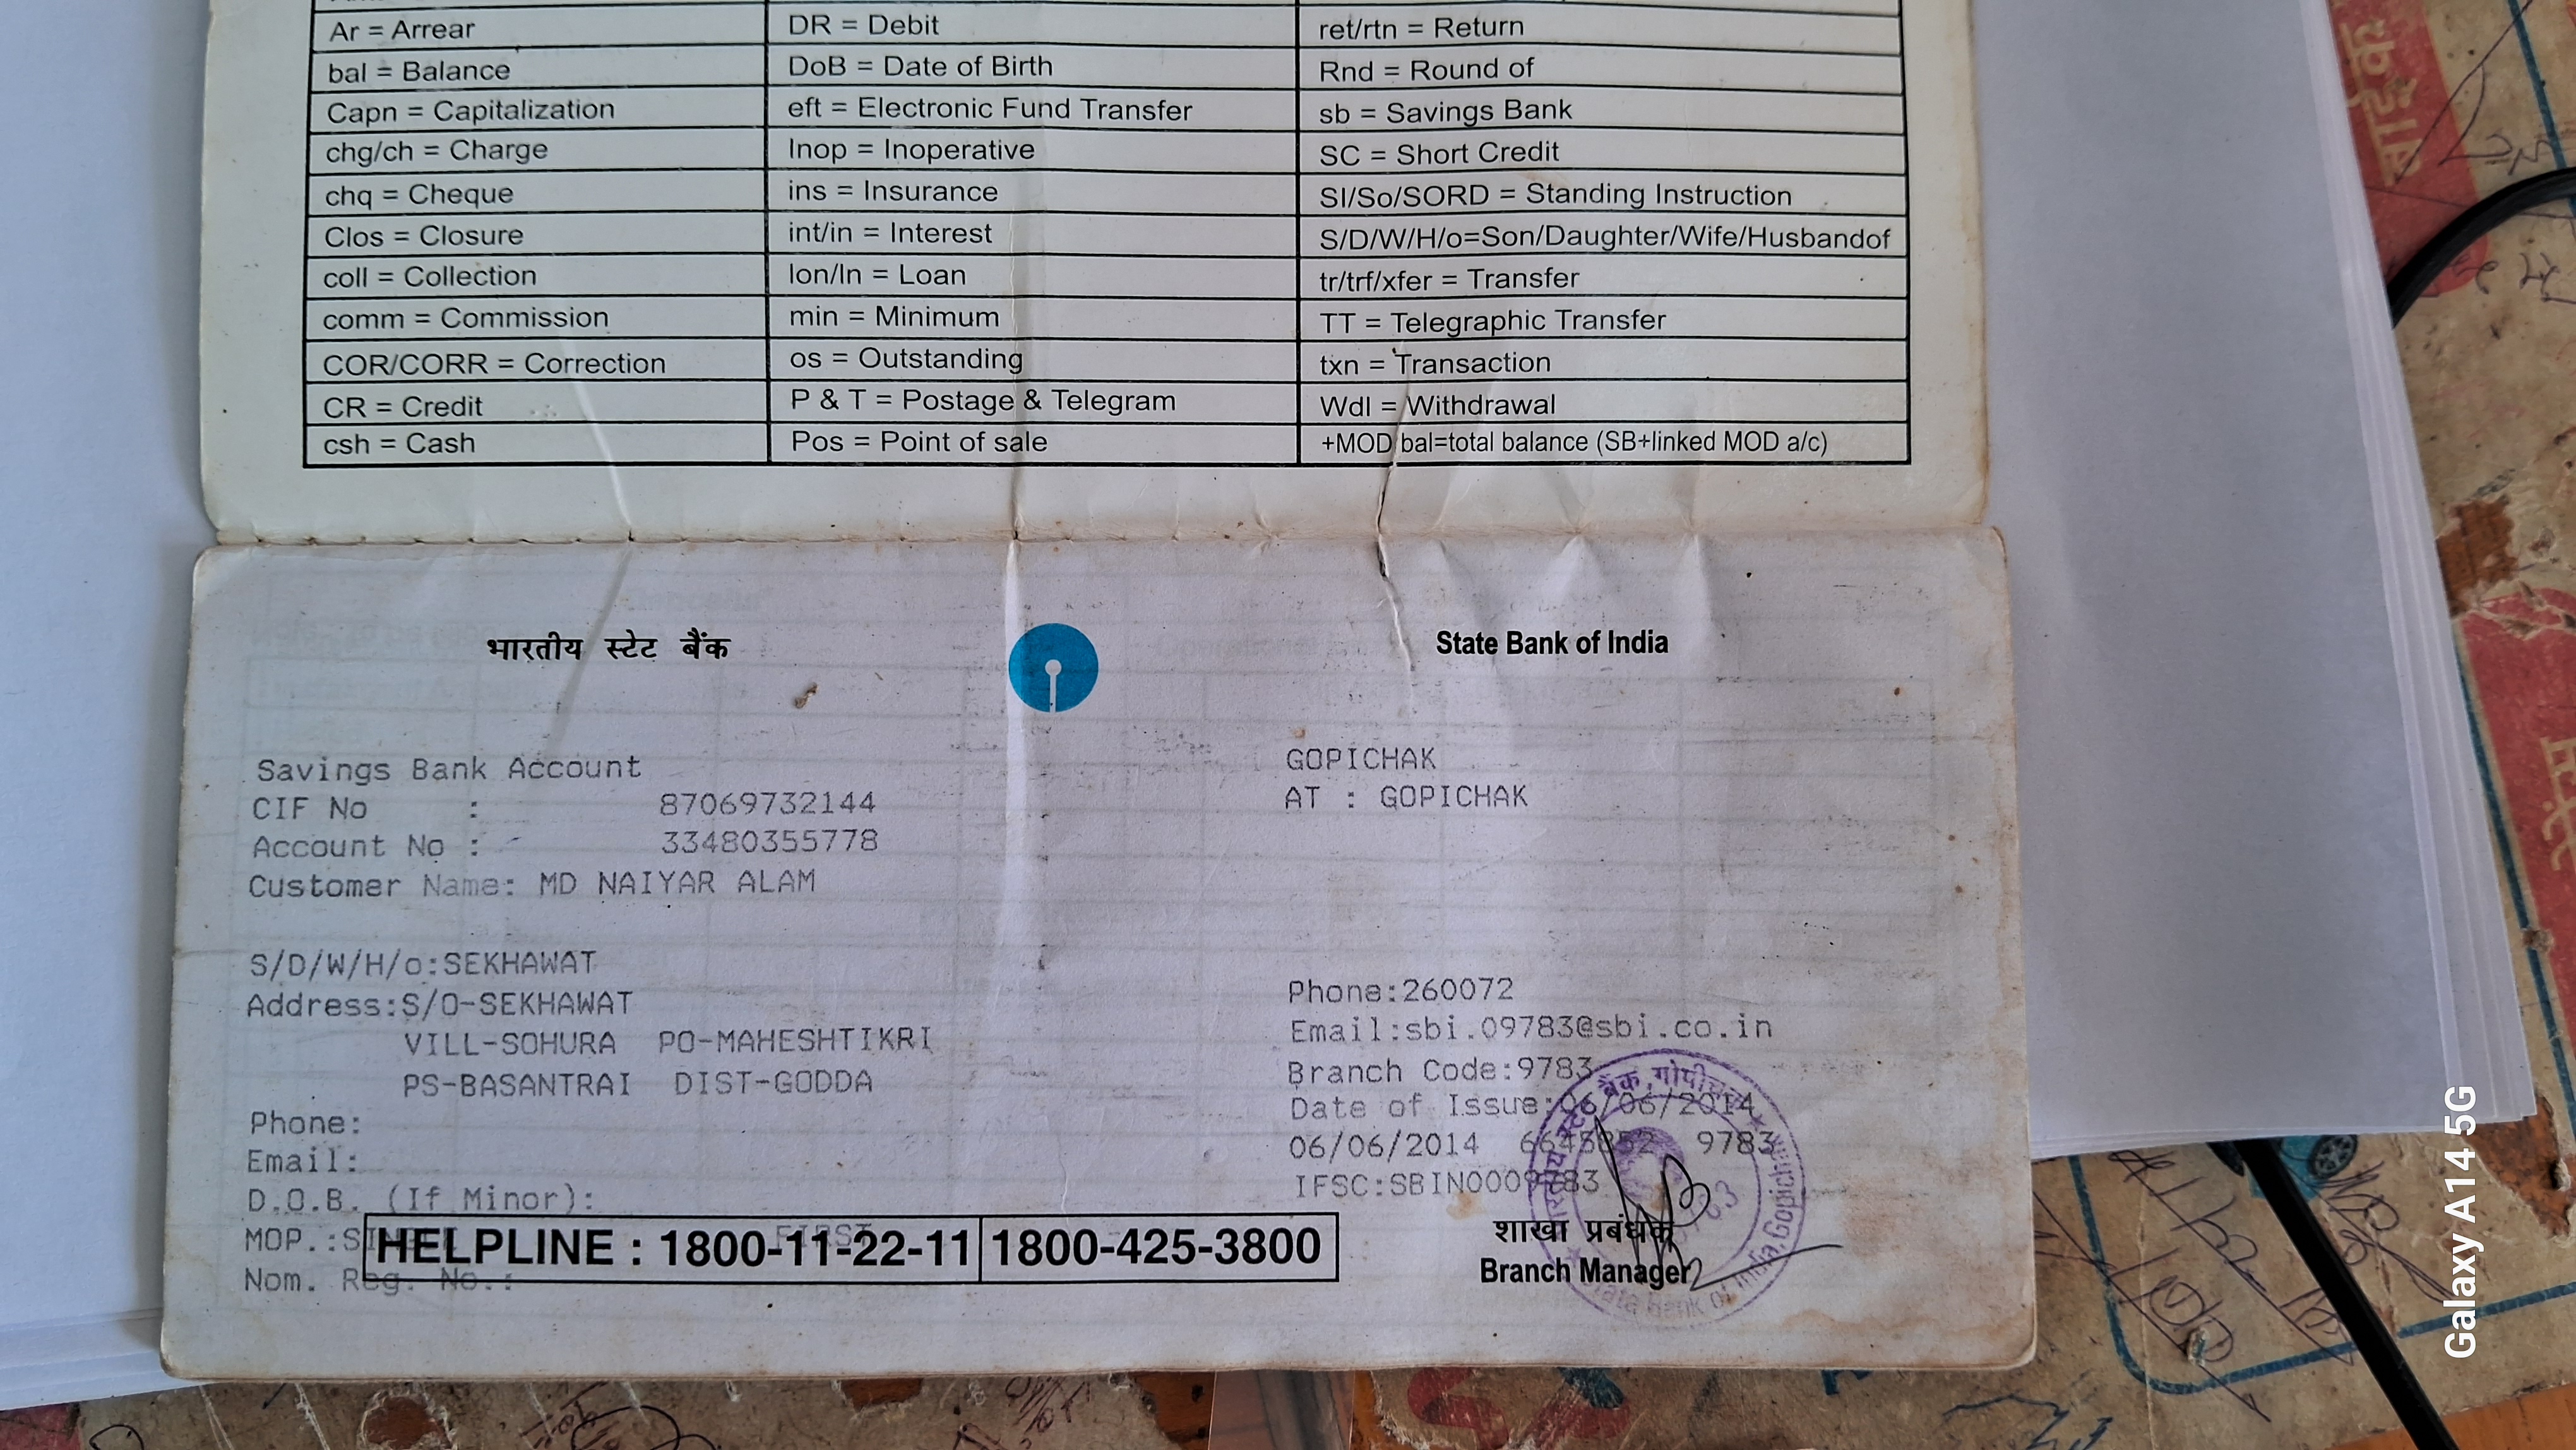 Ar = Arrear
DR = Debit
ret/rtn = Return
bal = Balance
DoB = Date of Birth
Rnd = Round of
Capn = Capitalization
eft = Electronic Fund Transfer
sb = Savings Bank
chg/ch = Charge
Inop = Inoperative
SC = Short Credit
chq = Cheque
ins = Insurance
SI/So/SORD = Standing Instruction
Clos = Closure
int/in = Interest
S/D/W/H/o=Son/Daughter/Wife/Husbandof
coll = Collection
lon/ln = Loan
tr/trf/xfer = Transfer
comm = Commission
min = Minimum
TT = Telegraphic Transfer
COR/CORR = Correction
os = Outstanding
txn = Transaction
CR = Credit
P & T = Postage & Telegram
Wdl = Withdrawal
csh = Cash
Pos = Point of sale
+MOD bal=total balance (SB+linked MOD a/c)
भारतीय स्टेट बैंक
State Bank of India
Savings Bank Account
CIF No : 87069732144
Account No : 33480355778
Customer Name: MD NAIYAR ALAM
S/D/W/H/o:SEKHAWAT
Address:S/O-SEKHAWAT
VILL-SOHURA PO-MAHESHTIKRI
PS-BASANTRAI DIST-GODDA
Phone:
Email:
D.O.B. (If Minor):
MOP.:
HELPLINE : 1800-11-22-11 1800-425-3800
Nom. Reg. No.:
GOPICHAK
AT : GOPICHAK
Phone:260072
Email:sbi.09783@sbi.co.in
Branch Code:9783
Date of Issue:06/06/2014
06/06/2014 9783
IFSC:SBIN0009783
शाखा प्रबंधक
Branch Manager
Galaxy A14 5G